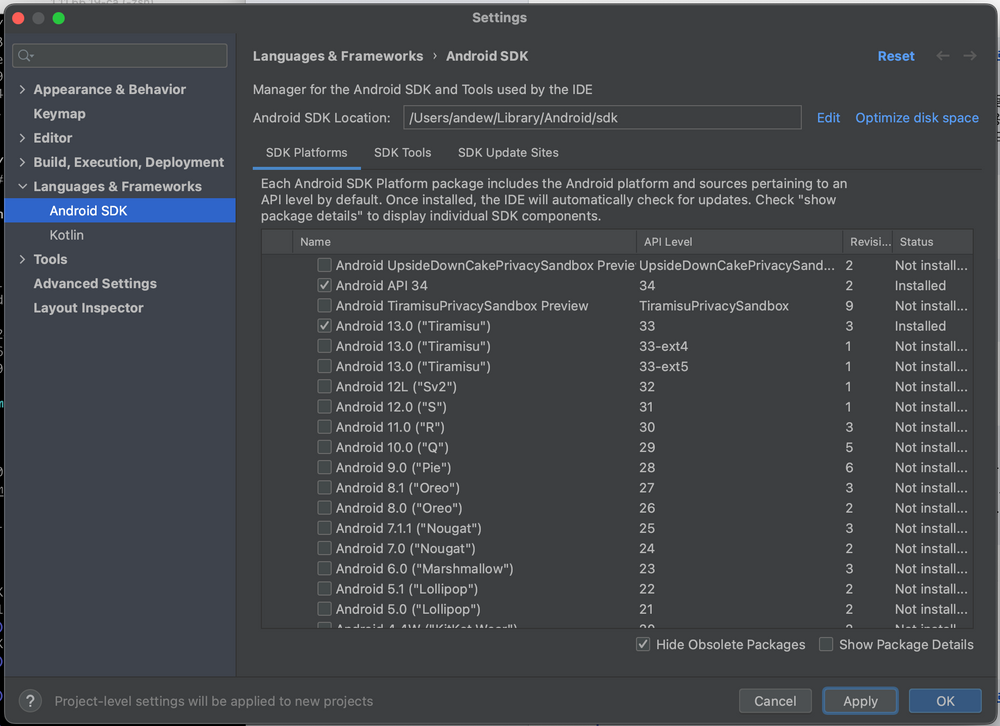 Settings
Languages & Frameworks › Android SDK
Reset
Appearance & Behavior
Keymap
Editor
Build, Execution, Deployment
Languages & Frameworks
Android SDK
Kotlin
Tools
Advanced Settings
Layout Inspector
Manager for the Android SDK and Tools used by the IDE
Android SDK Location: /Users/andew/Library/Android/sdk Edit Optimize disk space
SDK Platforms SDK Tools SDK Update Sites
Each Android SDK Platform package includes the Android platform and sources pertaining to an
API level by default. Once installed, the IDE will automatically check for updates. Check "show
package details" to display individual SDK components.
Name API Level Revisi... Status
Android UpsideDownCakePrivacySandbox Previe UpsideDownCakePrivacySand... 2 Not install...
Android API 34 34 2 Installed
Android TiramisuPrivacySandbox Preview TiramisuPrivacySandbox 9 Not install...
Android 13.0 ("Tiramisu") 33 3 Installed
Android 13.0 ("Tiramisu") 33-ext4 1 Not install...
Android 13.0 ("Tiramisu") 33-ext5 1 Not install...
Android 12L ("Sv2") 32 1 Not install...
Android 12.0 ("S") 31 1 Not install...
Android 11.0 ("R") 30 3 Not install...
Android 10.0 ("Q") 29 5 Not install...
Android 9.0 ("Pie") 28 6 Not install...
Android 8.1 ("Oreo") 27 3 Not install...
Android 8.0 ("Oreo") 26 2 Not install...
Android 7.1.1 ("Nougat") 25 3 Not install...
Android 7.0 ("Nougat") 24 2 Not install...
Android 6.0 ("Marshmallow") 23 3 Not install...
Android 5.1 ("Lollipop") 22 2 Not install...
Android 5.0 ("Lollipop") 21 2 Not install...
Hide Obsolete Packages Show Package Details
? Project-level settings will be applied to new projects
Cancel Apply OK